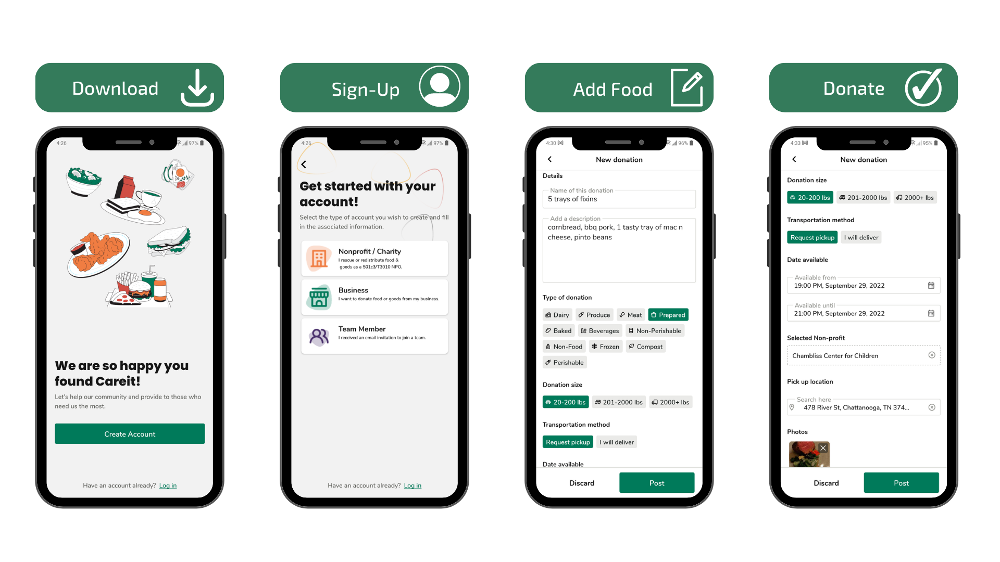 Download
4:26
97%
We are so happy you
found Careit!
Let's help our community and provide to those who
need us the most.
Create Account
Have an account already? Log in
Sign-Up
4:26
97%
Get started with your
account!
Select the type of account you wish to create and fill
in the associated information.
Nonprofit / Charity
I rescue or redistribute food &
goods as a 501c3/T3010 NPO.
Business
I want to donate food or goods from my business.
Team Member
I received an email invitation to join a team.
Have an account already? Log in
Add Food
4:30
96%
New donation
Details
Name of this donation
5 trays of fixins
Add a description
cornbread, bbq pork, 1 tasty tray of mac n
cheese, pinto beans
Type of donation
Dairy Produce Meat Prepared
Baked Beverages Non-Perishable
Non-Food Frozen Compost
Perishable
Donation size
20-200 lbs 201-2000 lbs 2000+ lbs
Transportation method
Request pickup I will deliver
Date available
Discard Post
Donate
4:33
95%
New donation
Donation size
20-200 lbs 201-2000 lbs 2000+ lbs
Transportation method
Request pickup I will deliver
Date available
Available from
19:00 PM, September 29, 2022
Available until
21:00 PM, September 29, 2022
Selected Non-profit
Chambliss Center for Children
Pick up location
Search here
478 River St, Chattanooga, TN 374...
Photos
Discard Post